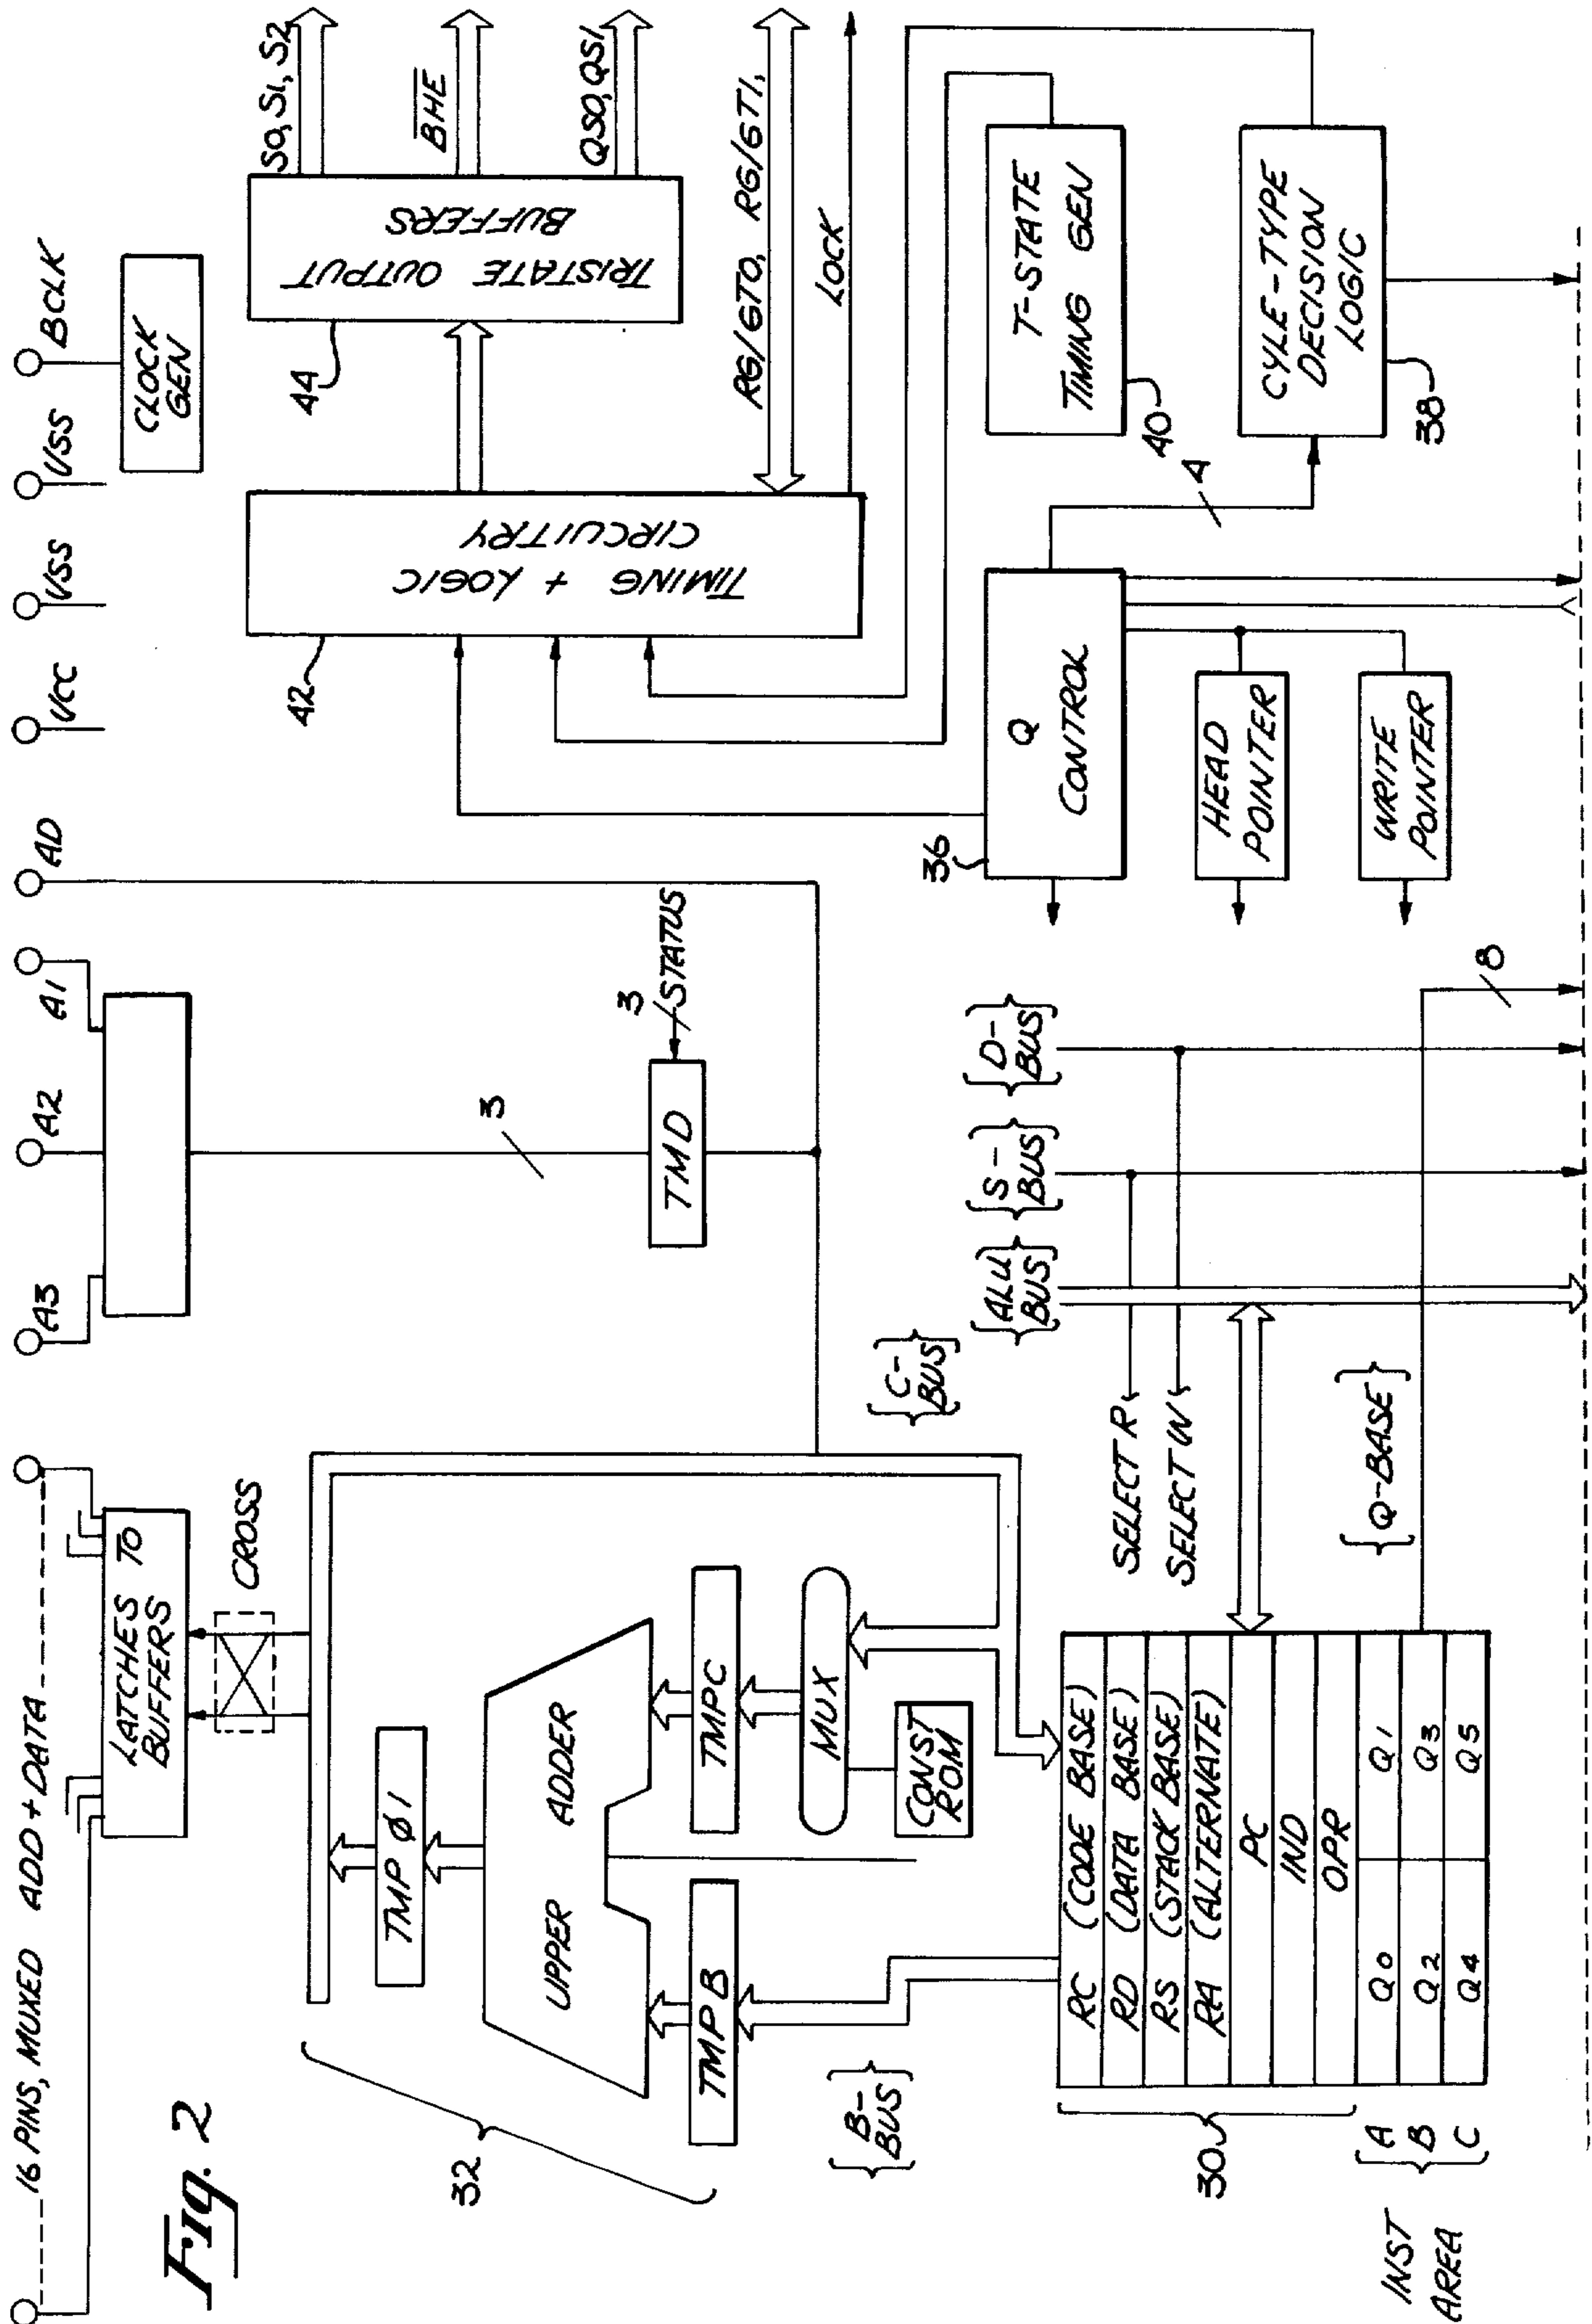 Fig. 2
16 PINS, MUXED ADD + DATA
A3
A2
A1
AD
VCC
VSS
VSS
BCLK
LATCHES TO
BUFFERS
CROSS
CLOCK
GEN
TMP Ø1
UPPER ADDER
TMP B
TMPC
MUX
CONST
ROM
32
3
TMD
3
STATUS
42
TIMING + LOGIC
CIRCUITRY
44
TRISTATE OUTPUT
BUFFERS
S0, S1, S2
BHE
QS0, QS1
RG/GT0, RG/GT1,
LOCK
{B-
BUS}
{C-
BUS}
{ALU
BUS}
{S-
BUS}
{D-
BUS}
SELECT R
SELECT W
{Q-BASE}
8
30
RC (CODE BASE)
RD (DATA BASE)
RS (STACK BASE)
RA (ALTERNATE)
PC
IND
OPR
Q0 Q1
Q2 Q3
Q4 Q5
INST
AREA
A
B
C
36
Q
CONTROL
HEAD
POINTER
WRITE
POINTER
4
T-STATE
TIMING GEN
40
CYLE-TYPE
DECISION
LOGIC
38